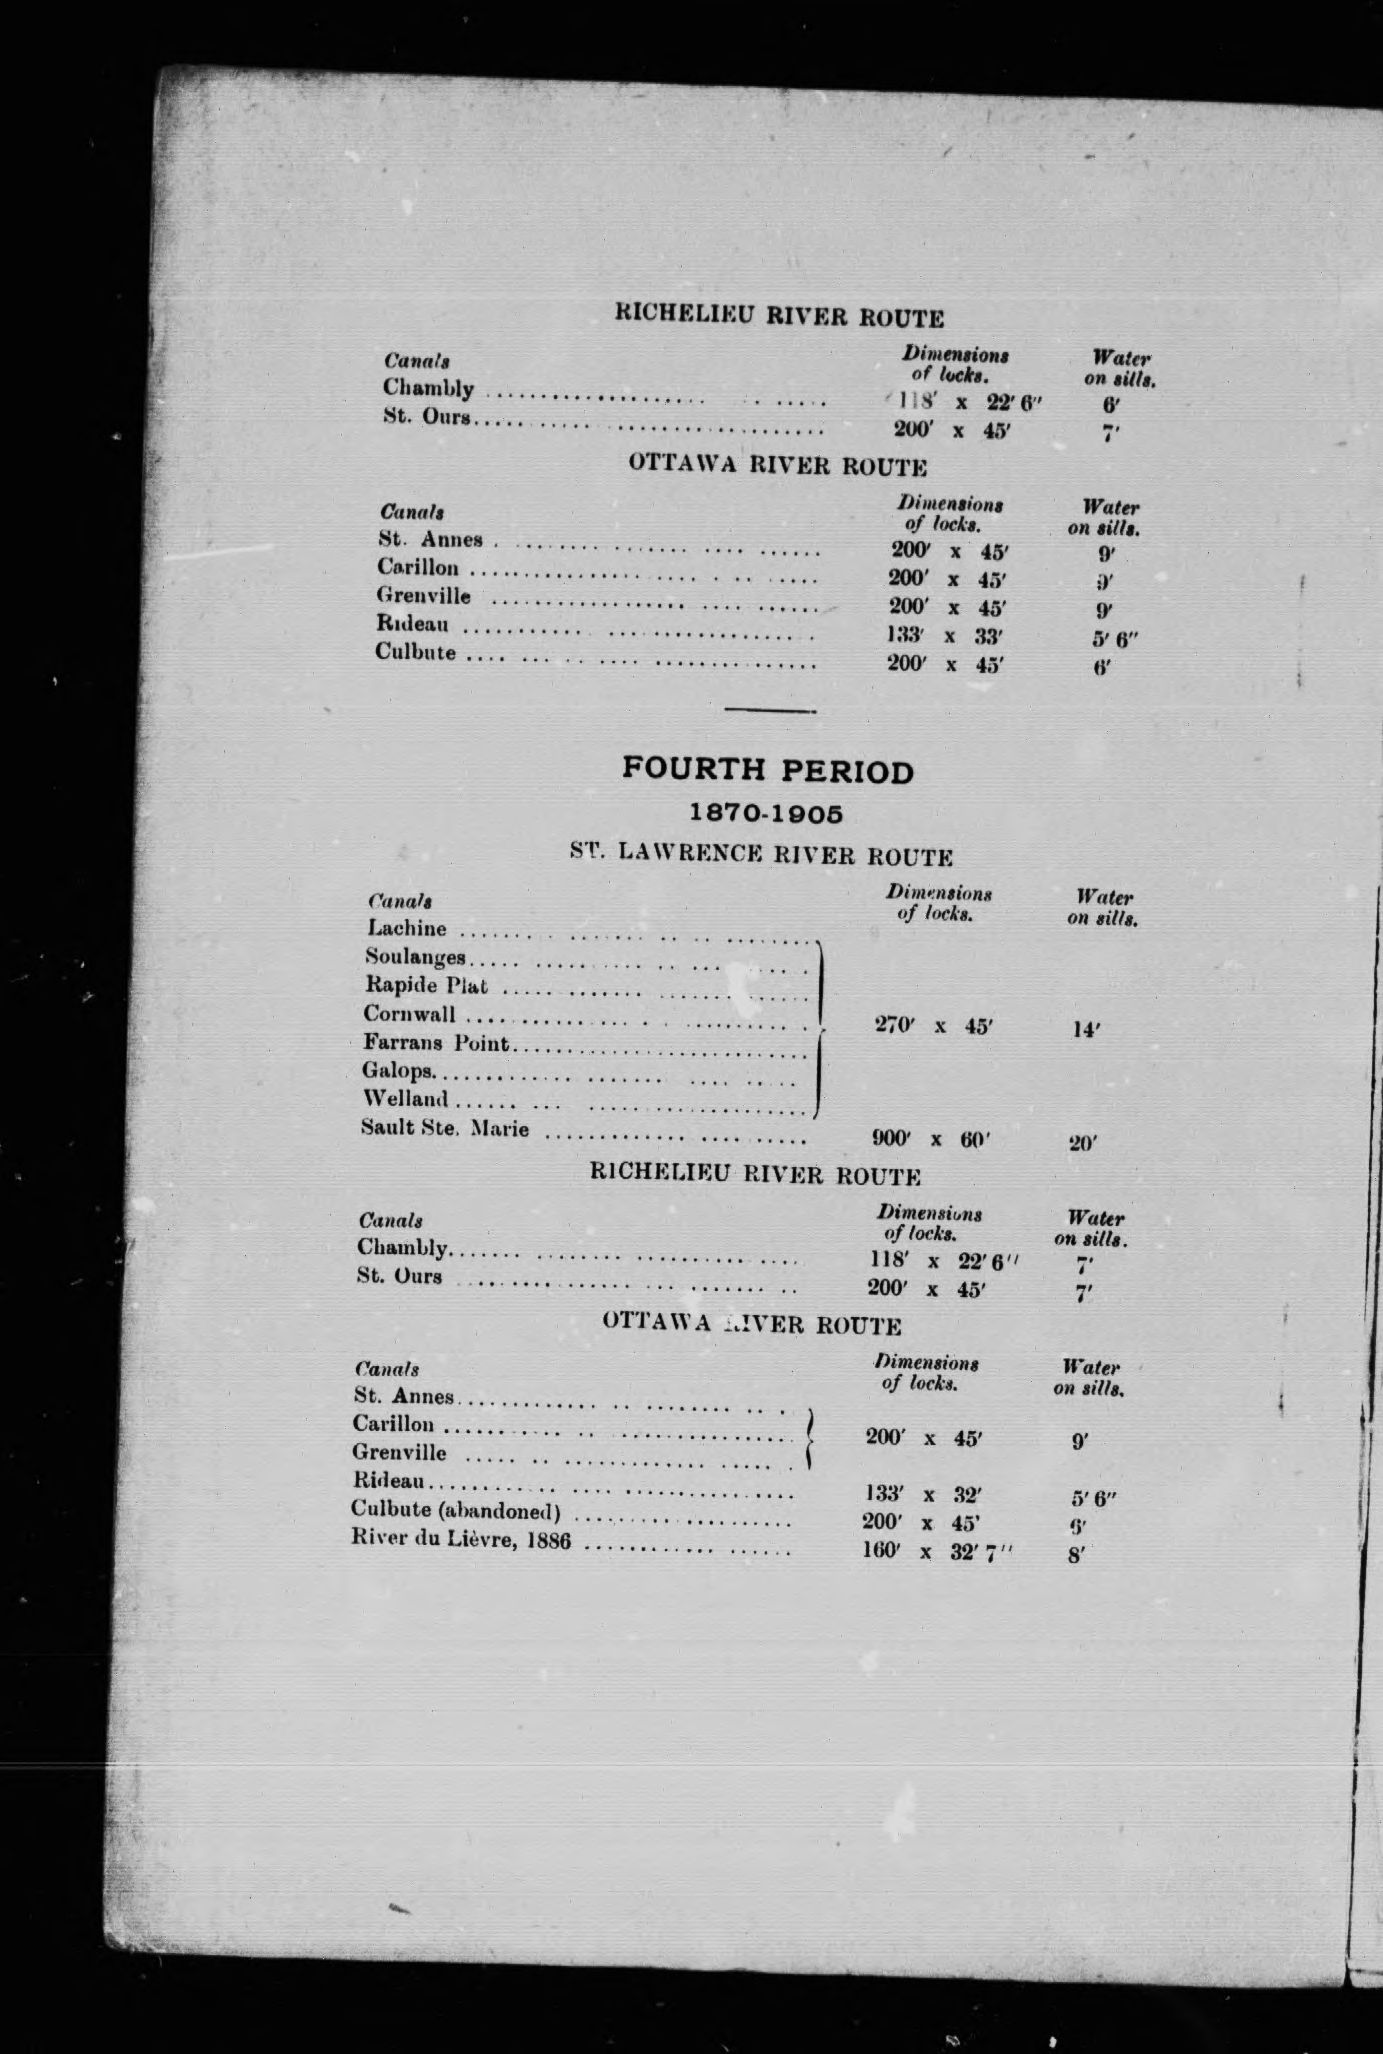 RICHELIEU RIVER ROUTE
Canals Dimensions of locks. Water on sills.
Chambly 118' x 22' 6" 6'
St. Ours 200' x 45' 7'
OTTAWA RIVER ROUTE
Canals Dimensions of locks. Water on sills.
St. Annes 200' x 45' 9'
Carillon 200' x 45' 9'
Grenville 200' x 45' 9'
Rideau 133' x 33' 5' 6"
Culbute 200' x 45' 6'
FOURTH PERIOD
1870-1905
ST. LAWRENCE RIVER ROUTE
Canals Dimensions of locks. Water on sills.
Lachine
Soulanges
Rapide Plat
Cornwall 270' x 45' 14'
Farrans Point
Galops
Welland
Sault Ste. Marie 900' x 60' 20'
RICHELIEU RIVER ROUTE
Canals Dimensions of locks. Water on sills.
Chambly 118' x 22' 6" 7'
St. Ours 200' x 45' 7'
OTTAWA RIVER ROUTE
Canals Dimensions of locks. Water on sills.
St. Annes
Carillon 200' x 45' 9'
Grenville
Rideau 133' x 32' 5' 6"
Culbute (abandoned) 200' x 45' 6'
River du Lièvre, 1886 160' x 32' 7" 8'